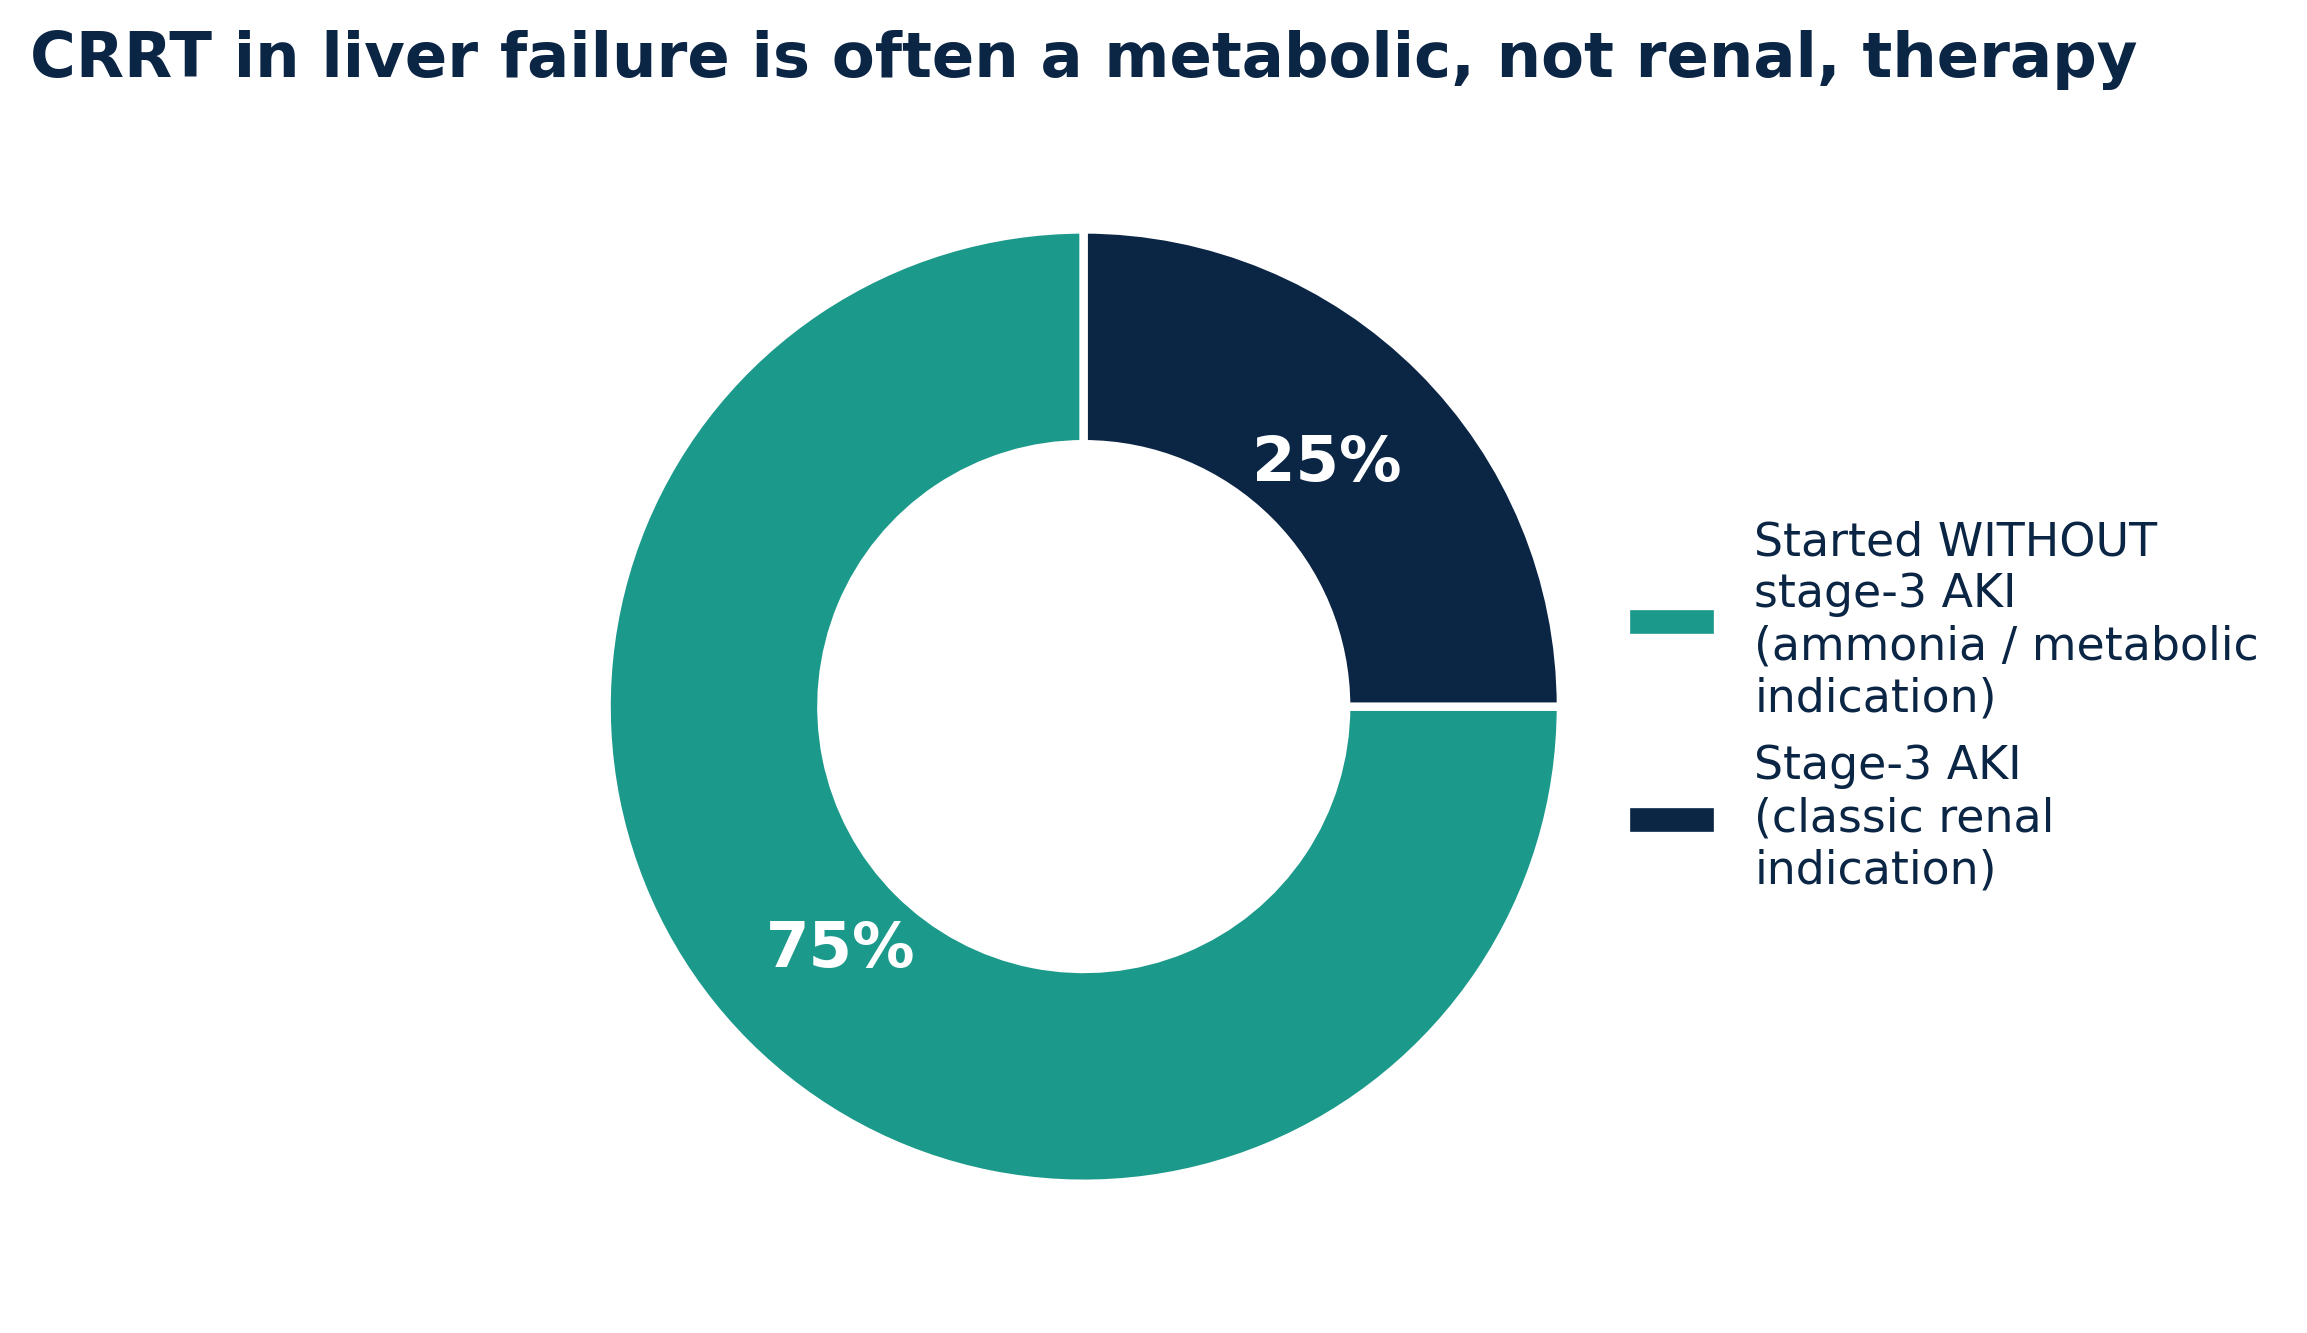 CRRT in liver failure is often a metabolic, not renal, therapy
25%
75%
Started WITHOUT
stage-3 AKI
(ammonia / metabolic
indication)
Stage-3 AKI
(classic renal
indication)